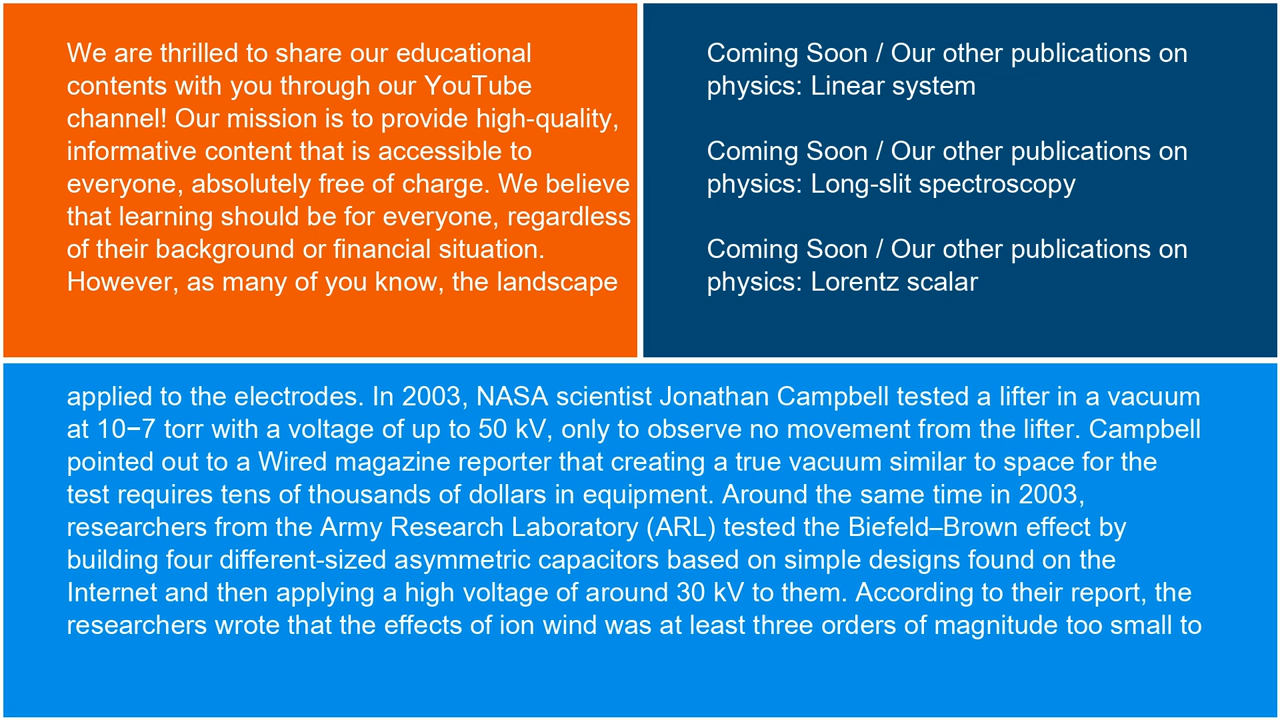 We are thrilled to share our educational
contents with you through our YouTube
channel! Our mission is to provide high-quality,
informative content that is accessible to
everyone, absolutely free of charge. We believe
that learning should be for everyone, regardless
of their background or financial situation.
However, as many of you know, the landscape
Coming Soon / Our other publications on
physics: Linear system
Coming Soon / Our other publications on
physics: Long-slit spectroscopy
Coming Soon / Our other publications on
physics: Lorentz scalar
applied to the electrodes. In 2003, NASA scientist Jonathan Campbell tested a lifter in a vacuum
at 10−7 torr with a voltage of up to 50 kV, only to observe no movement from the lifter. Campbell
pointed out to a Wired magazine reporter that creating a true vacuum similar to space for the
test requires tens of thousands of dollars in equipment. Around the same time in 2003,
researchers from the Army Research Laboratory (ARL) tested the Biefeld–Brown effect by
building four different-sized asymmetric capacitors based on simple designs found on the
Internet and then applying a high voltage of around 30 kV to them. According to their report, the
researchers wrote that the effects of ion wind was at least three orders of magnitude too small to